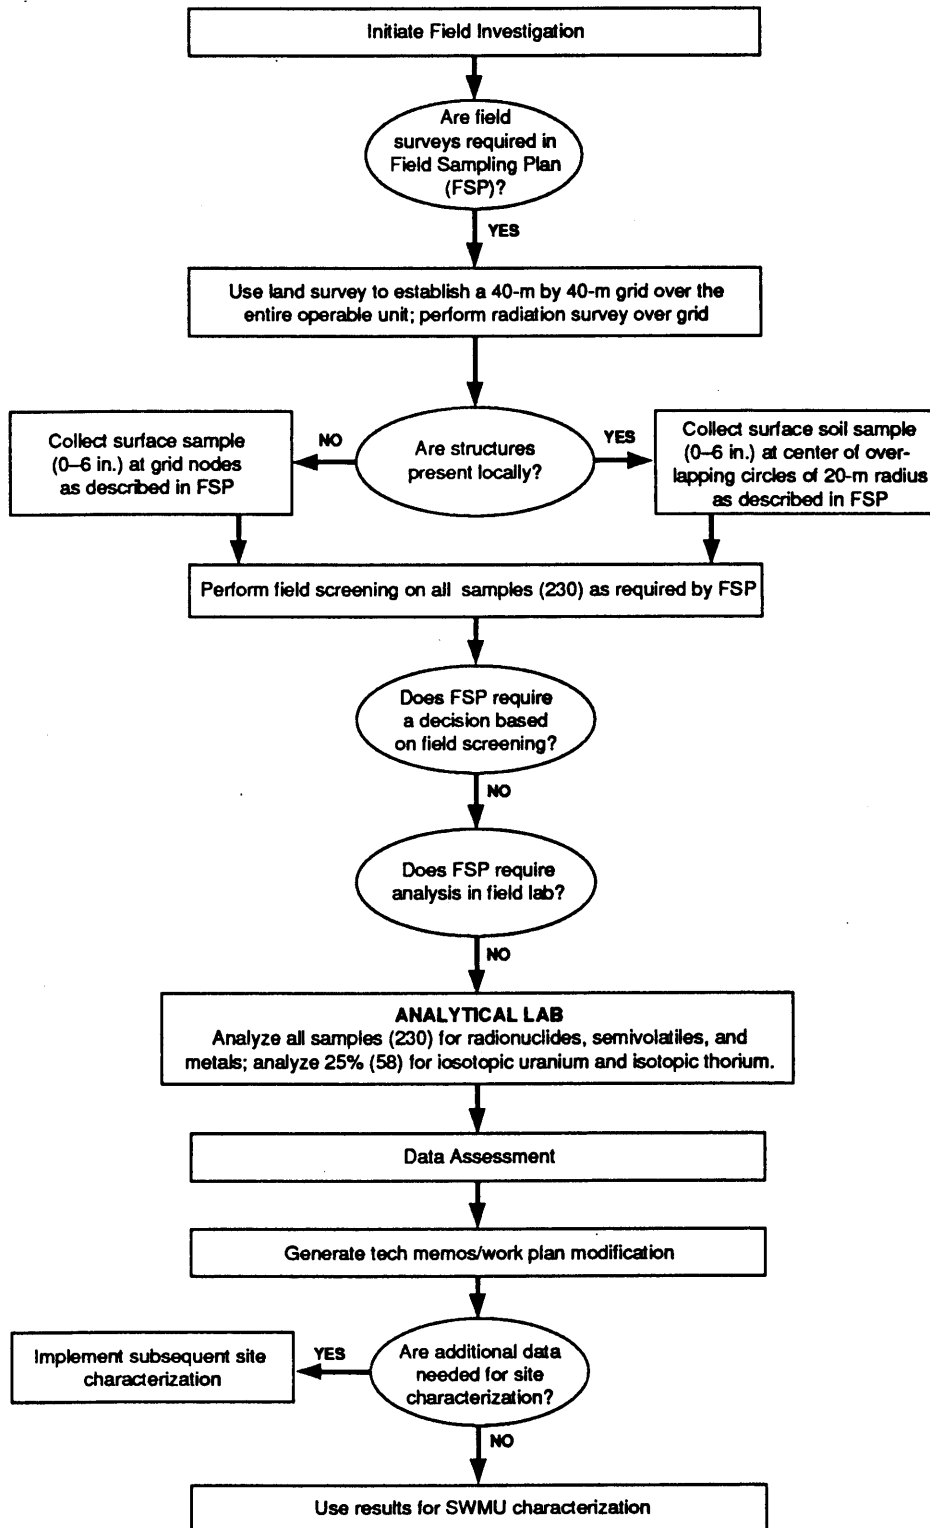 Initiate Field Investigation
Are field
surveys required in
Field Sampling Plan
(FSP)?
YES
Use land survey to establish a 40-m by 40-m grid over the
entire operable unit; perform radiation survey over grid
Collect surface sample
(0–6 in.) at grid nodes
as described in FSP
NO
Are structures
present locally?
YES
Collect surface soil sample
(0–6 in.) at center of over-
lapping circles of 20-m radius
as described in FSP
Perform field screening on all samples (230) as required by FSP
Does FSP require
a decision based
on field screening?
NO
Does FSP require
analysis in field lab?
NO
ANALYTICAL LAB
Analyze all samples (230) for radionuclides, semivolatiles, and
metals; analyze 25% (58) for iosotopic uranium and isotopic thorium.
Data Assessment
Generate tech memos/work plan modification
Implement subsequent site
characterization
YES
Are additional data
needed for site
characterization?
NO
Use results for SWMU characterization